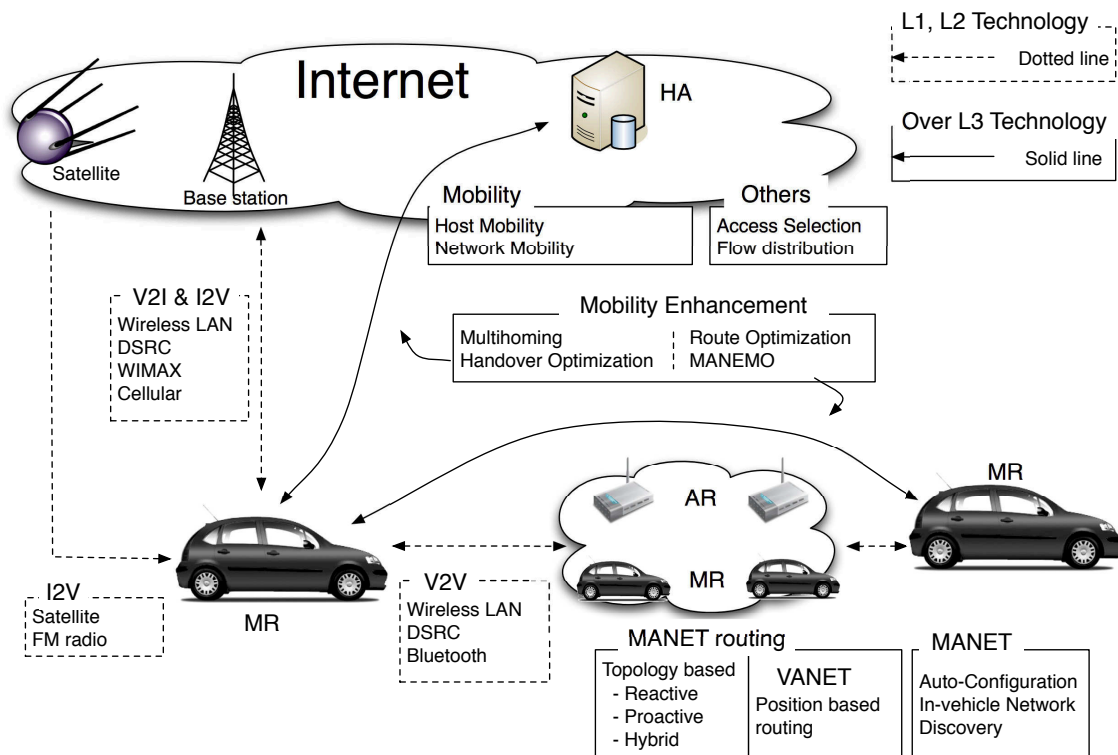 L1, L2 Technology
Dotted line
Over L3 Technology
Solid line
Internet
HA
Satellite
Base station
Mobility
Host Mobility
Network Mobility
Others
Access Selection
Flow distribution
V2I & I2V
Wireless LAN
DSRC
WIMAX
Cellular
Mobility Enhancement
Multihoming
Handover Optimization
Route Optimization
MANEMO
MR
AR
MR
MR
I2V
Satellite
FM radio
V2V
Wireless LAN
DSRC
Bluetooth
MANET routing
Topology based
- Reactive
- Proactive
- Hybrid
VANET
Position based
routing
MANET
Auto-Configuration
In-vehicle Network
Discovery